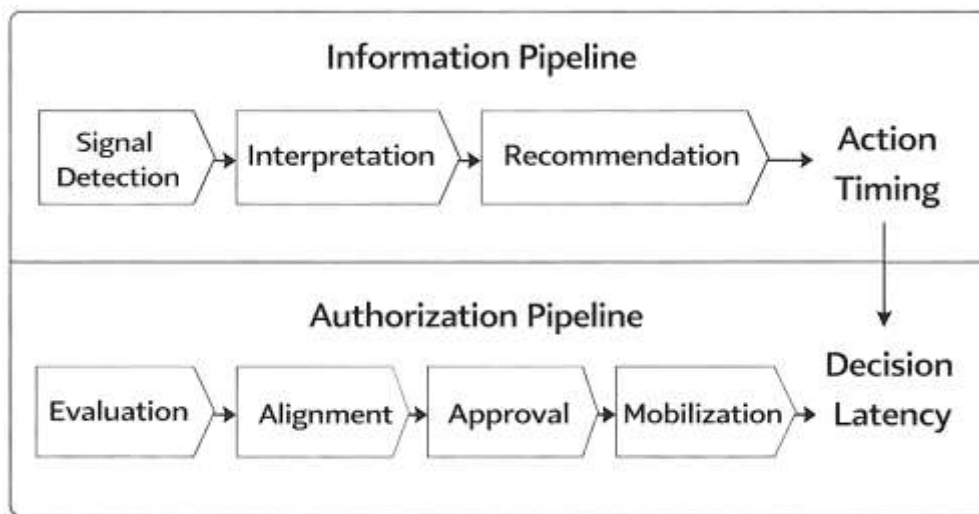 Information Pipeline
Signal
Detection
Interpretation
Recommendation
Action
Timing
Authorization Pipeline
Evaluation
Alignment
Approval
Mobilization
Decision
Latency